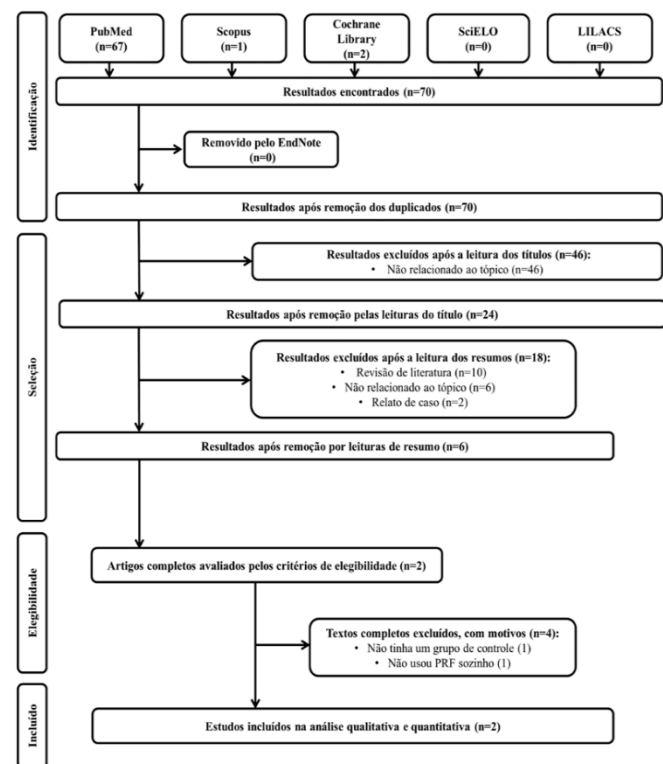 PubMed
(n=67)
Scopus
(n=1)
Cochrane
Library
(n=2)
SciELO
(n=0)
LILACS
(n=0)
Identificação
Resultados encontrados (n=70)
Removido pelo EndNote
(n=0)
Resultados após remoção dos duplicados (n=70)
Seleção
Resultados excluídos após a leitura dos títulos (n=46):
• Não relacionado ao tópico (n=46)
Resultados após remoção pelas leituras do título (n=24)
Resultados excluídos após a leitura dos resumos (n=18):
• Revisão de literatura (n=10)
• Não relacionado ao tópico (n=6)
• Relato de caso (n=2)
Resultados após remoção por leituras de resumo (n=6)
Elegibilidade
Artigos completos avaliados pelos critérios de elegibilidade (n=2)
Textos completos excluídos, com motivos (n=4):
• Não tinha um grupo de controle (1)
• Não usou PRF sozinho (1)
Incluído
Estudos incluídos na análise qualitativa e quantitativa (n=2)